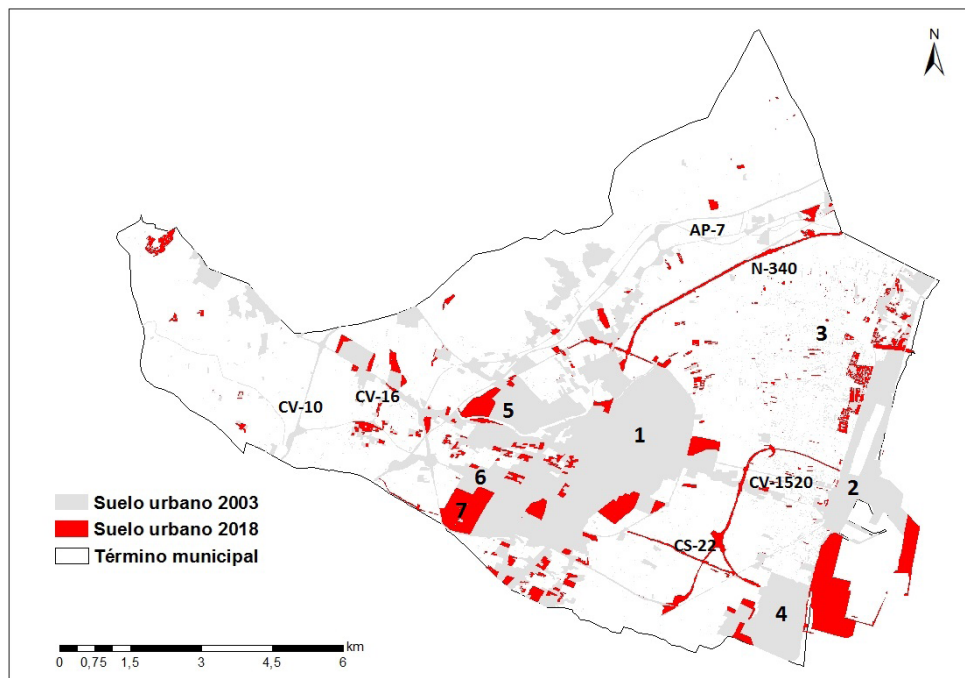 N
AP-7
N-340
3
CV-10
CV-16
5
1
6
CV-1520
2
7
Suelo urbano 2003
Suelo urbano 2018
Término municipal
CS-22
4
km
0 0,75 1,5 3 4,5 6